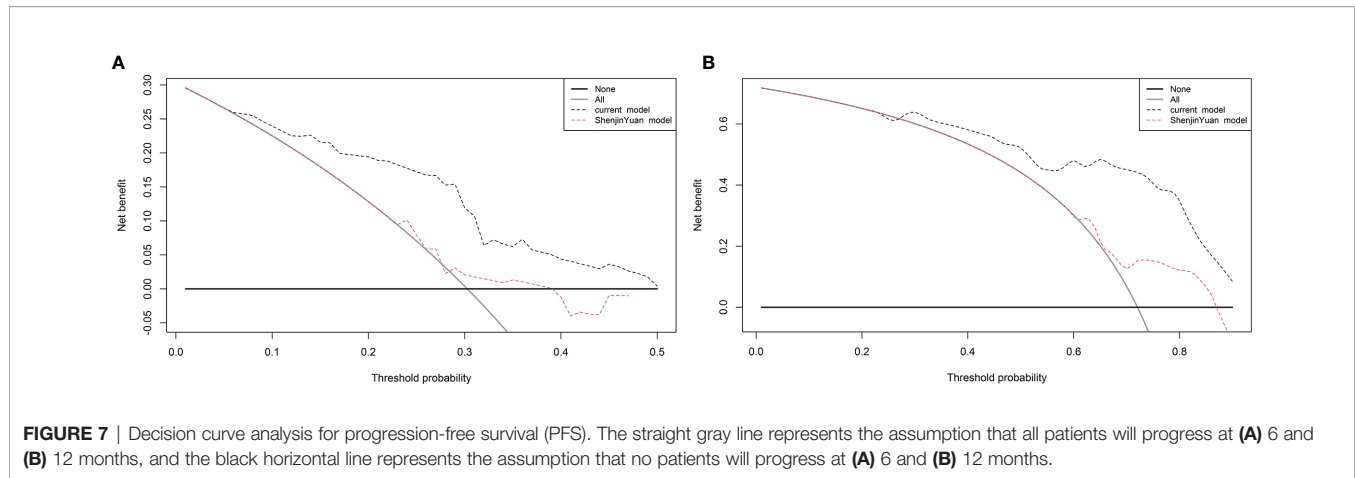 A
B
0.30
0.25
0.20
0.15
0.10
0.05
0.00
-0.05
Net benefit
0.0 0.1 0.2 0.3 0.4 0.5
Threshold probability
None
All
current model
ShenjinYuan model
0.6
0.4
0.2
0.0
Net benefit
0.0 0.2 0.4 0.6 0.8
Threshold probability
None
All
current model
ShenjinYuan model
FIGURE 7 | Decision curve analysis for progression-free survival (PFS). The straight gray line represents the assumption that all patients will progress at (A) 6 and
(B) 12 months, and the black horizontal line represents the assumption that no patients will progress at (A) 6 and (B) 12 months.